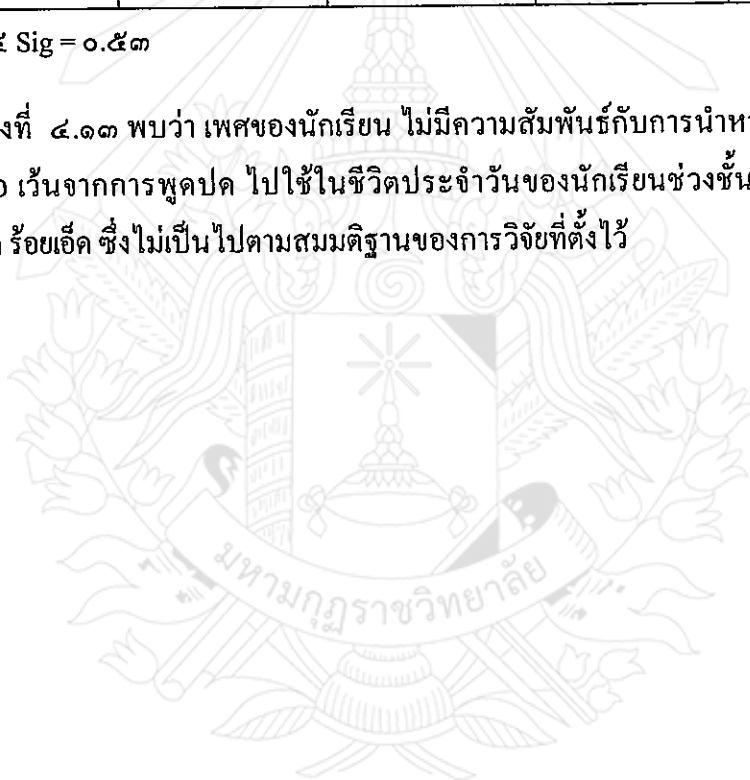 Sig = ๐.๕๓
๔.๑๓ พบว่า เพศของนักเรียน ไม่มีความสัมพันธ์กับการนำ
เว้นจากการพูดปด ไปใช้ในชีวิตประจำวันของนักเรียนช่วงชั้น
ร้อยเอ็ด ซึ่งไม่เป็นไปตามสมมติฐานของการวิจัยที่ตั้งไว้
มหามกุฏราชวิทยาลัย